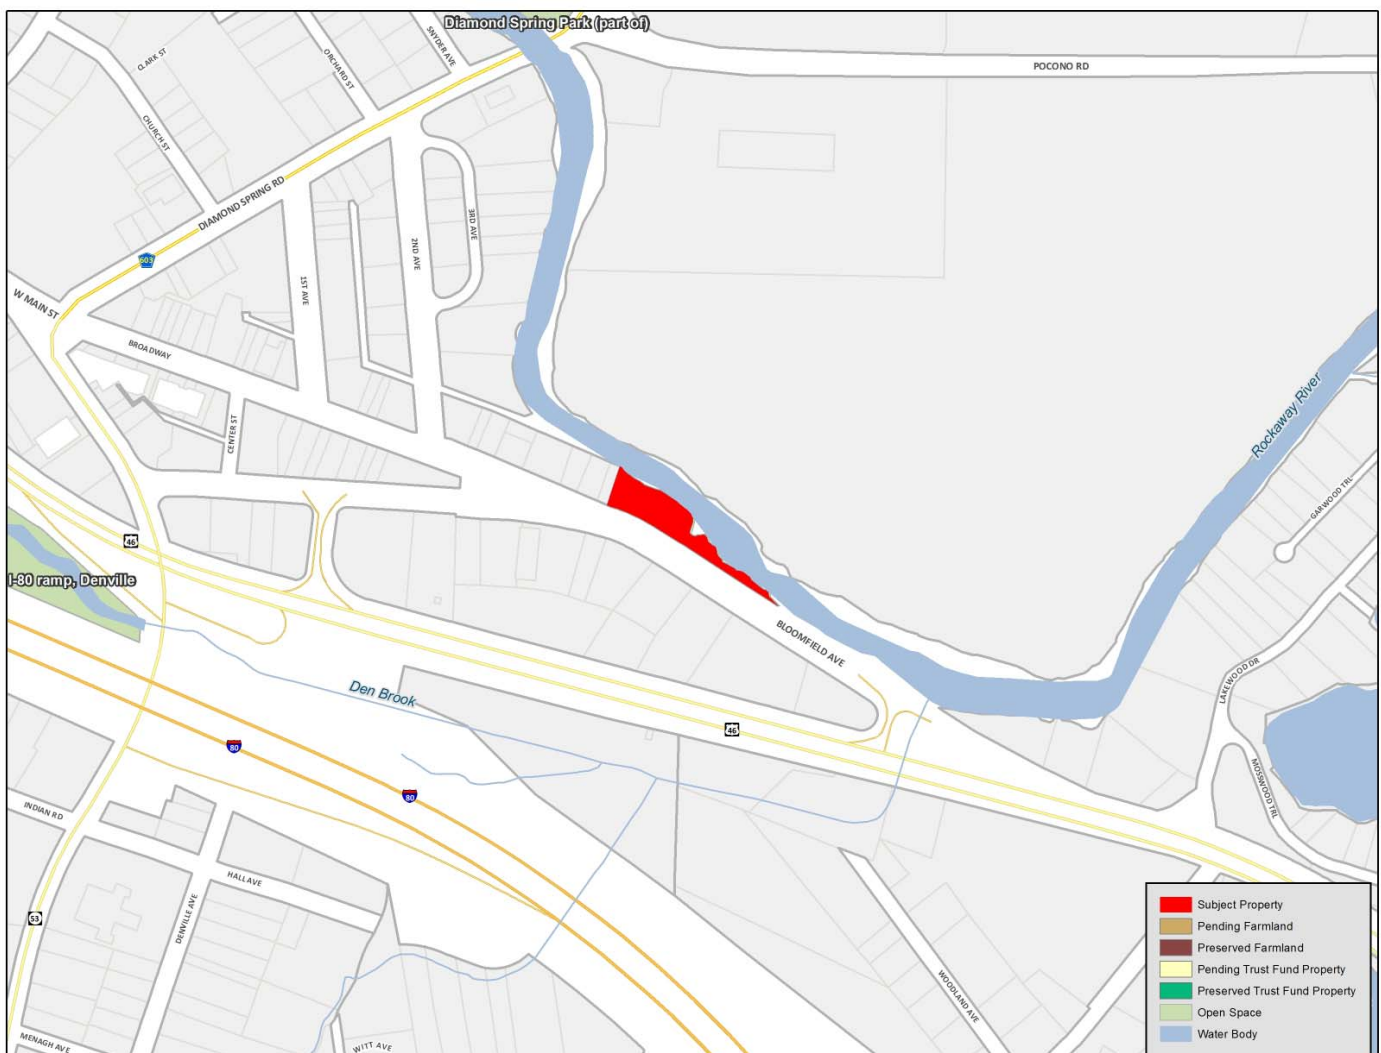 Diamond Spring Park (part of)
CLARK ST
ORCHARD ST
SNYDER AVE
POCONO RD
CHURCH ST
DIAMOND SPRING RD
3RD AVE
2ND AVE
603
1ST AVE
W MAIN ST
BROADWAY
CENTER ST
Rockaway River
GARWOOD TRL
46
I-80 ramp, Denville
BLOOMFIELD AVE
LAKEWOOD DR
Den Brook
46
80
80
MOSSWOOD TRL
INDIAN RD
HALL AVE
DENVILLE AVE
53
WOODLAND AVE
MENAGH AVE
WITT AVE
Subject Property
Pending Farmland
Preserved Farmland
Pending Trust Fund Property
Preserved Trust Fund Property
Open Space
Water Body